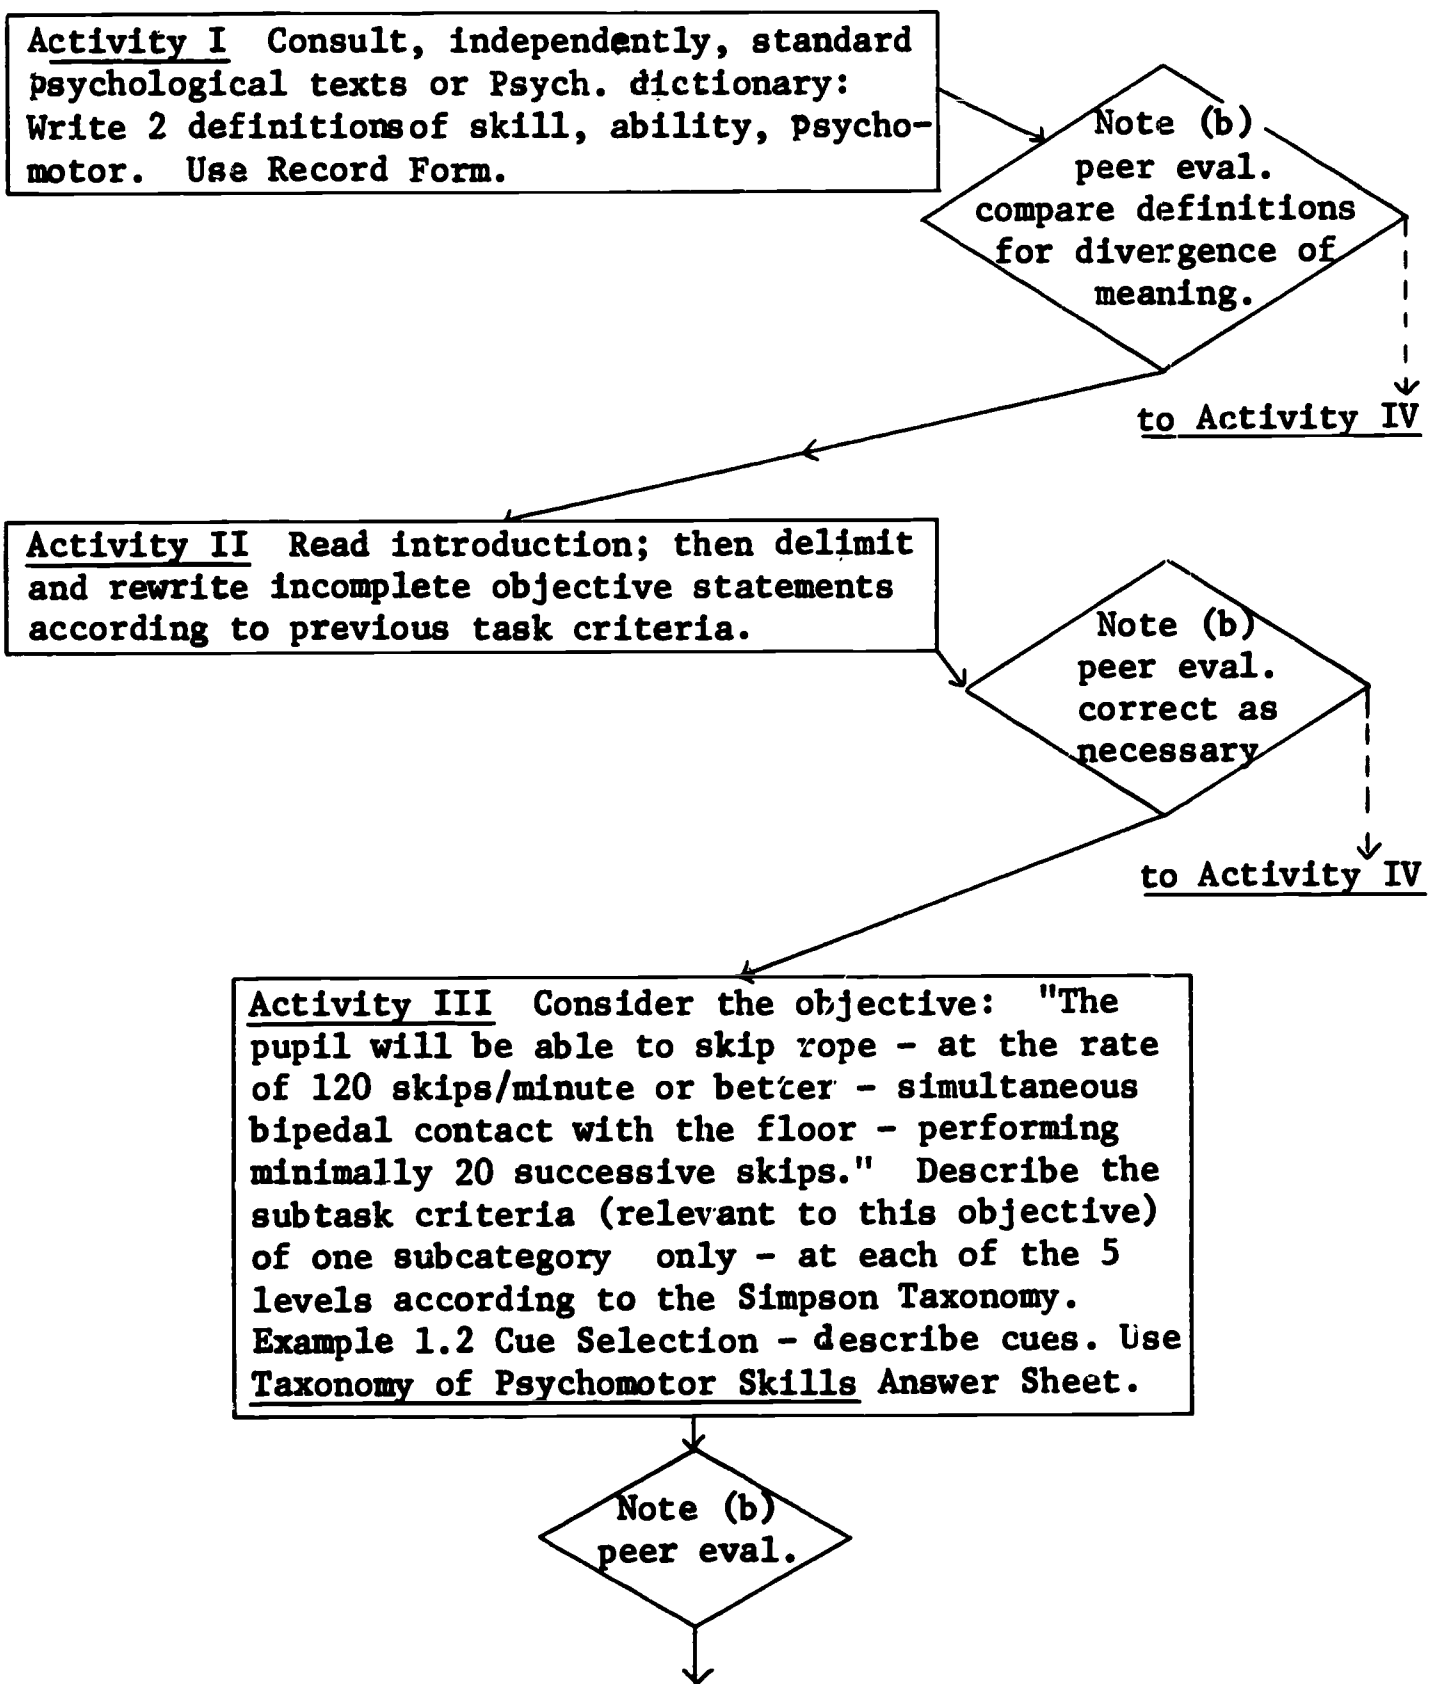 Activity I Consult, independently, standard
psychological texts or Psych. dictionary:
Write 2 definitions of skill, ability, psycho-
motor. Use Record Form.
Note (b)
peer eval.
compare definitions
for divergence of
meaning.
to Activity IV
Activity II Read introduction; then delimit
and rewrite incomplete objective statements
according to previous task criteria.
Note (b)
peer eval.
correct as
necessary
to Activity IV
Activity III Consider the objective: "The
pupil will be able to skip rope - at the rate
of 120 skips/minute or better - simultaneous
bipedal contact with the floor - performing
minimally 20 successive skips." Describe the
subtask criteria (relevant to this objective)
of one subcategory only - at each of the 5
levels according to the Simpson Taxonomy.
Example 1.2 Cue Selection - describe cues. Use
Taxonomy of Psychomotor Skills Answer Sheet.
Note (b)
peer eval.